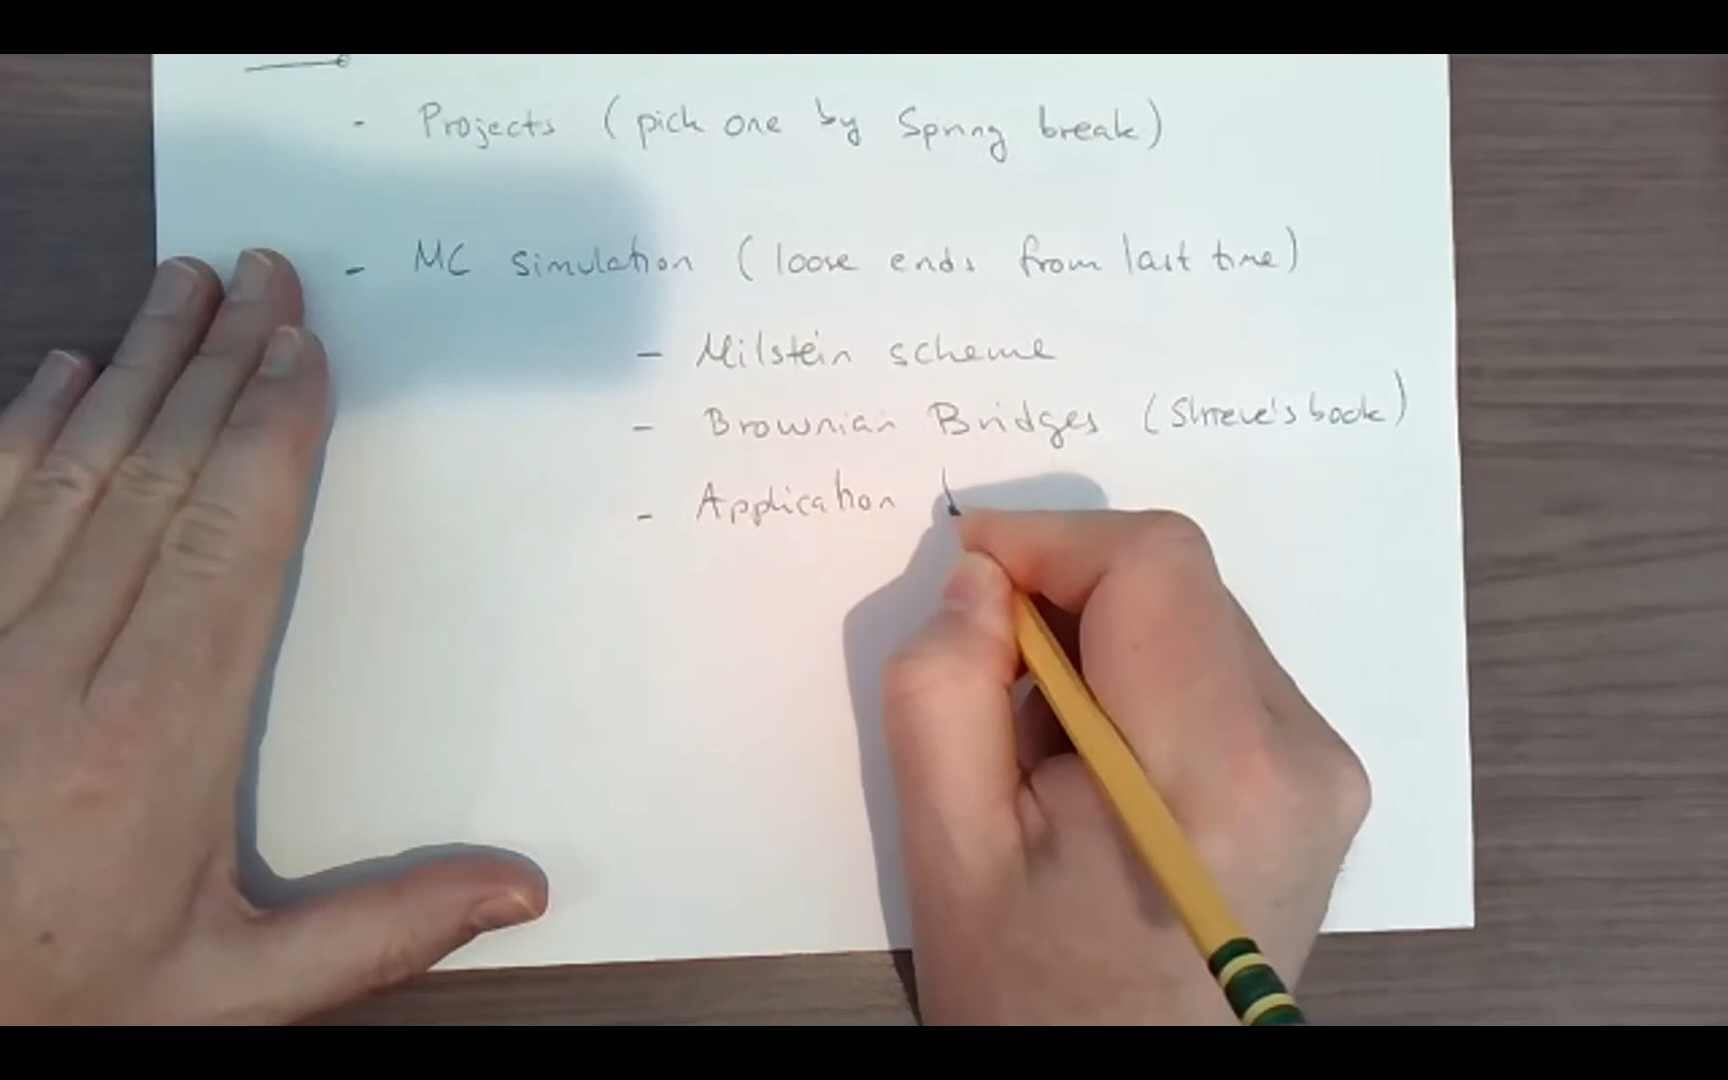 - Projects (pick one by Spring break)
- MC simulation (loose ends from last time)
- Milstein scheme
- Brownian Bridges (Shreve's book)
- Application